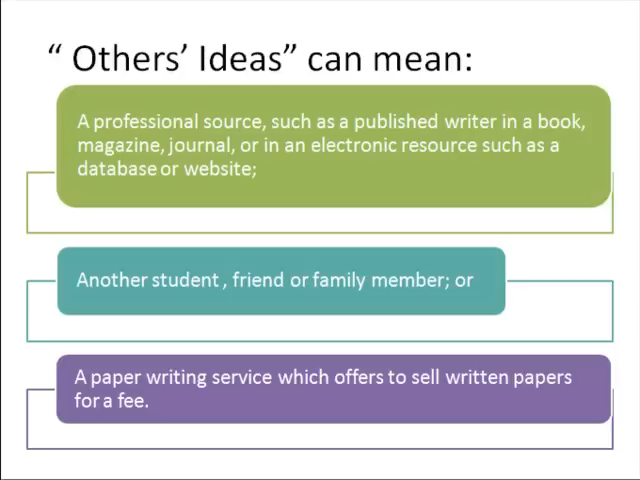 “ Others’ Ideas” can mean:
A professional source, such as a published writer in a book,
magazine, journal, or in an electronic resource such as a
database or website;
Another student , friend or family member; or
A paper writing service which offers to sell written papers
for a fee.